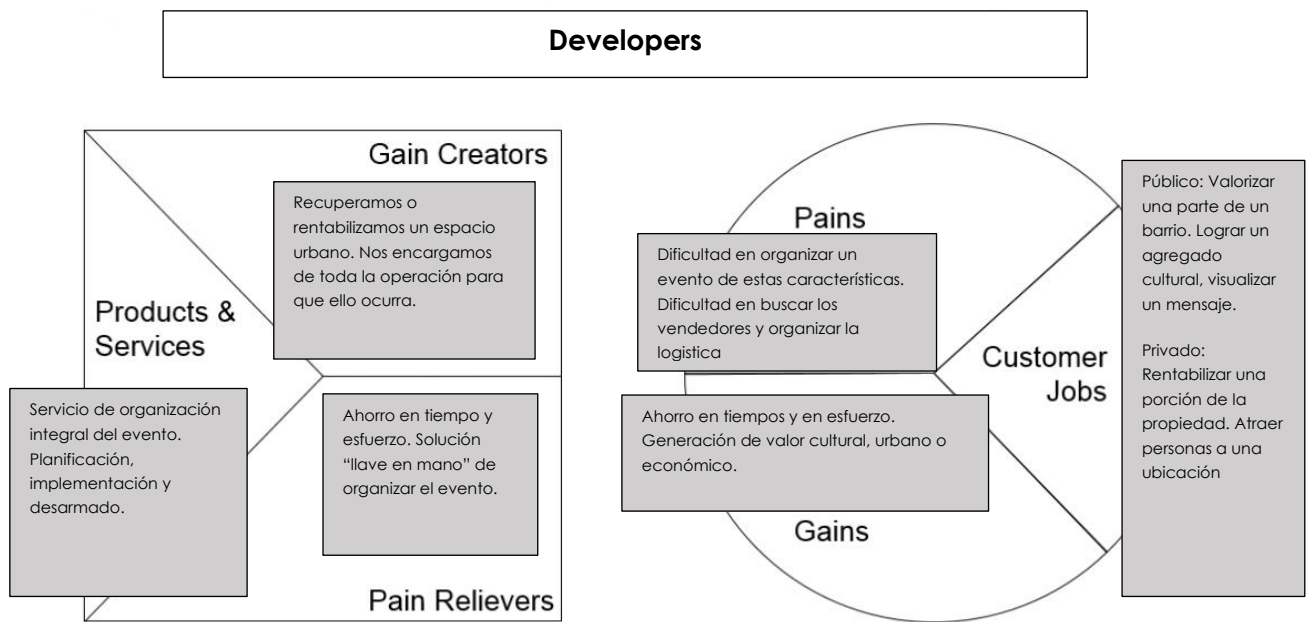 Developers
Gain Creators
Recuperamos o
rentabilizamos un espacio
urbano. Nos encargamos
de toda la operación para
que ello ocurra.
Products &
Services
Servicio de organización
integral del evento.
Planificación,
implementación y
desarmado.
Ahorro en tiempo y
esfuerzo. Solución
“llave en mano” de
organizar el evento.
Pain Relievers
Pains
Dificultad en organizar un
evento de estas características.
Dificultad en buscar los
vendedores y organizar la
logistica
Customer
Jobs
Público: Valorizar
una parte de un
barrio. Lograr un
agregado
cultural, visualizar
un mensaje.
Privado:
Rentabilizar una
porción de la
propiedad. Atraer
personas a una
ubicación
Ahorro en tiempos y en esfuerzo.
Generación de valor cultural, urbano o
económico.
Gains